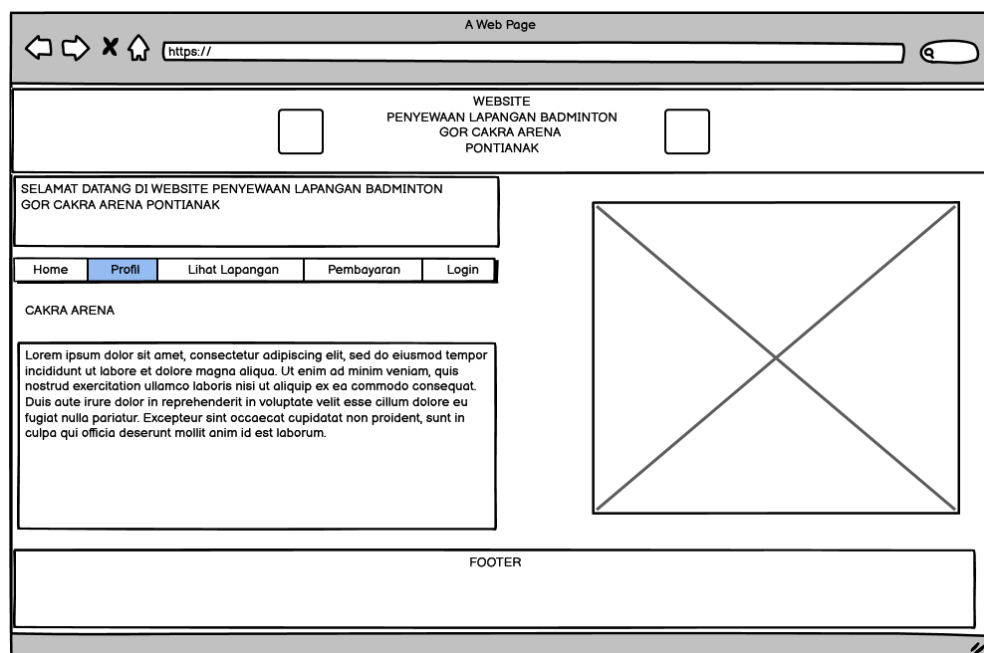 A Web Page
https://
WEBSITE
PENYEWAAN LAPANGAN BADMINTON
GOR CAKRA ARENA
PONTIANAK
SELAMAT DATANG DI WEBSITE PENYEWAAN LAPANGAN BADMINTON
GOR CAKRA ARENA PONTIANAK
Home Profil Lihat Lapangan Pembayaran Login
CAKRA ARENA
Lorem ipsum dolor sit amet, consectetur adipiscing elit, sed do eiusmod tempor
incididunt ut labore et dolore magna aliqua. Ut enim ad minim veniam, quis
nostrud exercitation ullamco laboris nisi ut aliquip ex ea commodo consequat.
Duis aute irure dolor in reprehenderit in voluptate velit esse cillum dolore eu
fugiat nulla pariatur. Excepteur sint occaecat cupidatat non proident, sunt in
culpa qui officia deserunt mollit anim id est laborum.
FOOTER